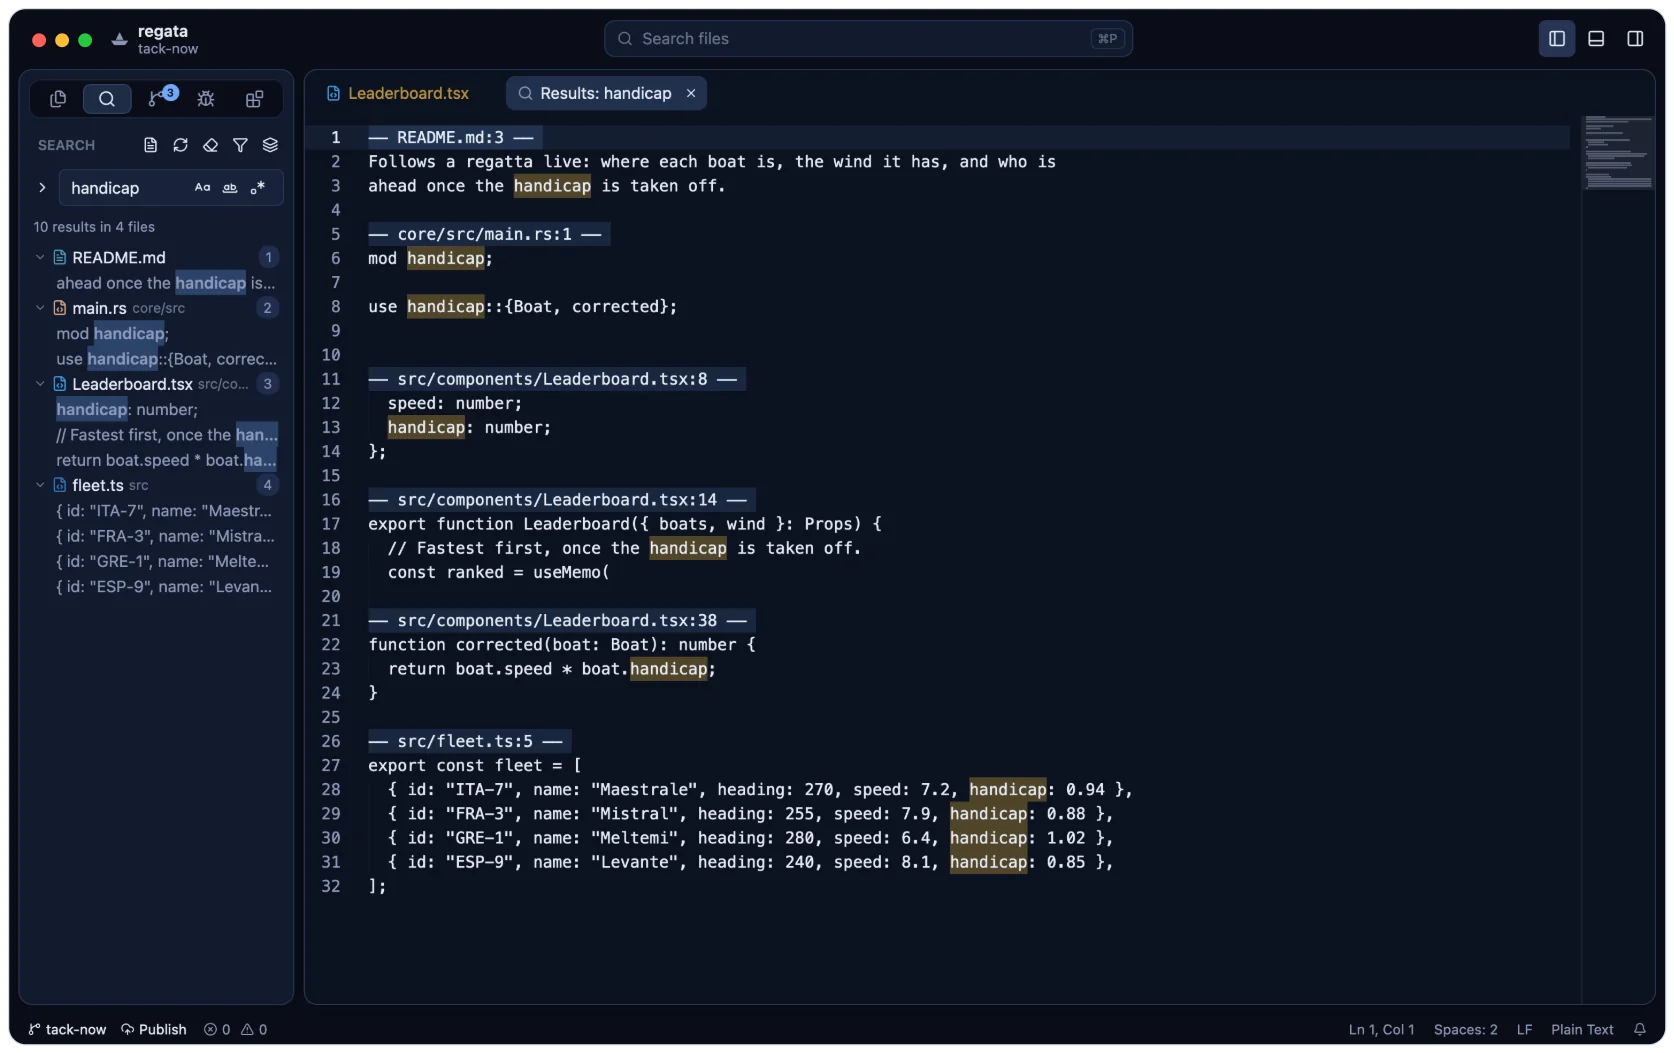 regata
tack-now
Search files
⌘P
3
SEARCH
handicap
Aa
ab
.*
10 results in 4 files
README.md 1
ahead once the handicap is...
main.rs core/src 2
mod handicap;
use handicap::{Boat, correc...
Leaderboard.tsx src/co... 3
handicap: number;
// Fastest first, once the han...
return boat.speed * boat.ha...
fleet.ts src 4
{ id: "ITA-7", name: "Maestr...
{ id: "FRA-3", name: "Mistra...
{ id: "GRE-1", name: "Melte...
{ id: "ESP-9", name: "Levan...
Leaderboard.tsx
Results: handicap ×
1 —— README.md:3 ——
2 Follows a regatta live: where each boat is, the wind it has, and who is
3 ahead once the handicap is taken off.
4
5 —— core/src/main.rs:1 ——
6 mod handicap;
7
8 use handicap::{Boat, corrected};
9
10
11 —— src/components/Leaderboard.tsx:8 ——
12 speed: number;
13 handicap: number;
14 };
15
16 —— src/components/Leaderboard.tsx:14 ——
17 export function Leaderboard({ boats, wind }: Props) {
18 // Fastest first, once the handicap is taken off.
19 const ranked = useMemo(
20
21 —— src/components/Leaderboard.tsx:38 ——
22 function corrected(boat: Boat): number {
23 return boat.speed * boat.handicap;
24 }
25
26 —— src/fleet.ts:5 ——
27 export const fleet = [
28 { id: "ITA-7", name: "Maestrale", heading: 270, speed: 7.2, handicap: 0.94 },
29 { id: "FRA-3", name: "Mistral", heading: 255, speed: 7.9, handicap: 0.88 },
30 { id: "GRE-1", name: "Meltemi", heading: 280, speed: 6.4, handicap: 1.02 },
31 { id: "ESP-9", name: "Levante", heading: 240, speed: 8.1, handicap: 0.85 },
32 ];
tack-now Publish 0 0
Ln 1, Col 1 Spaces: 2 LF Plain Text